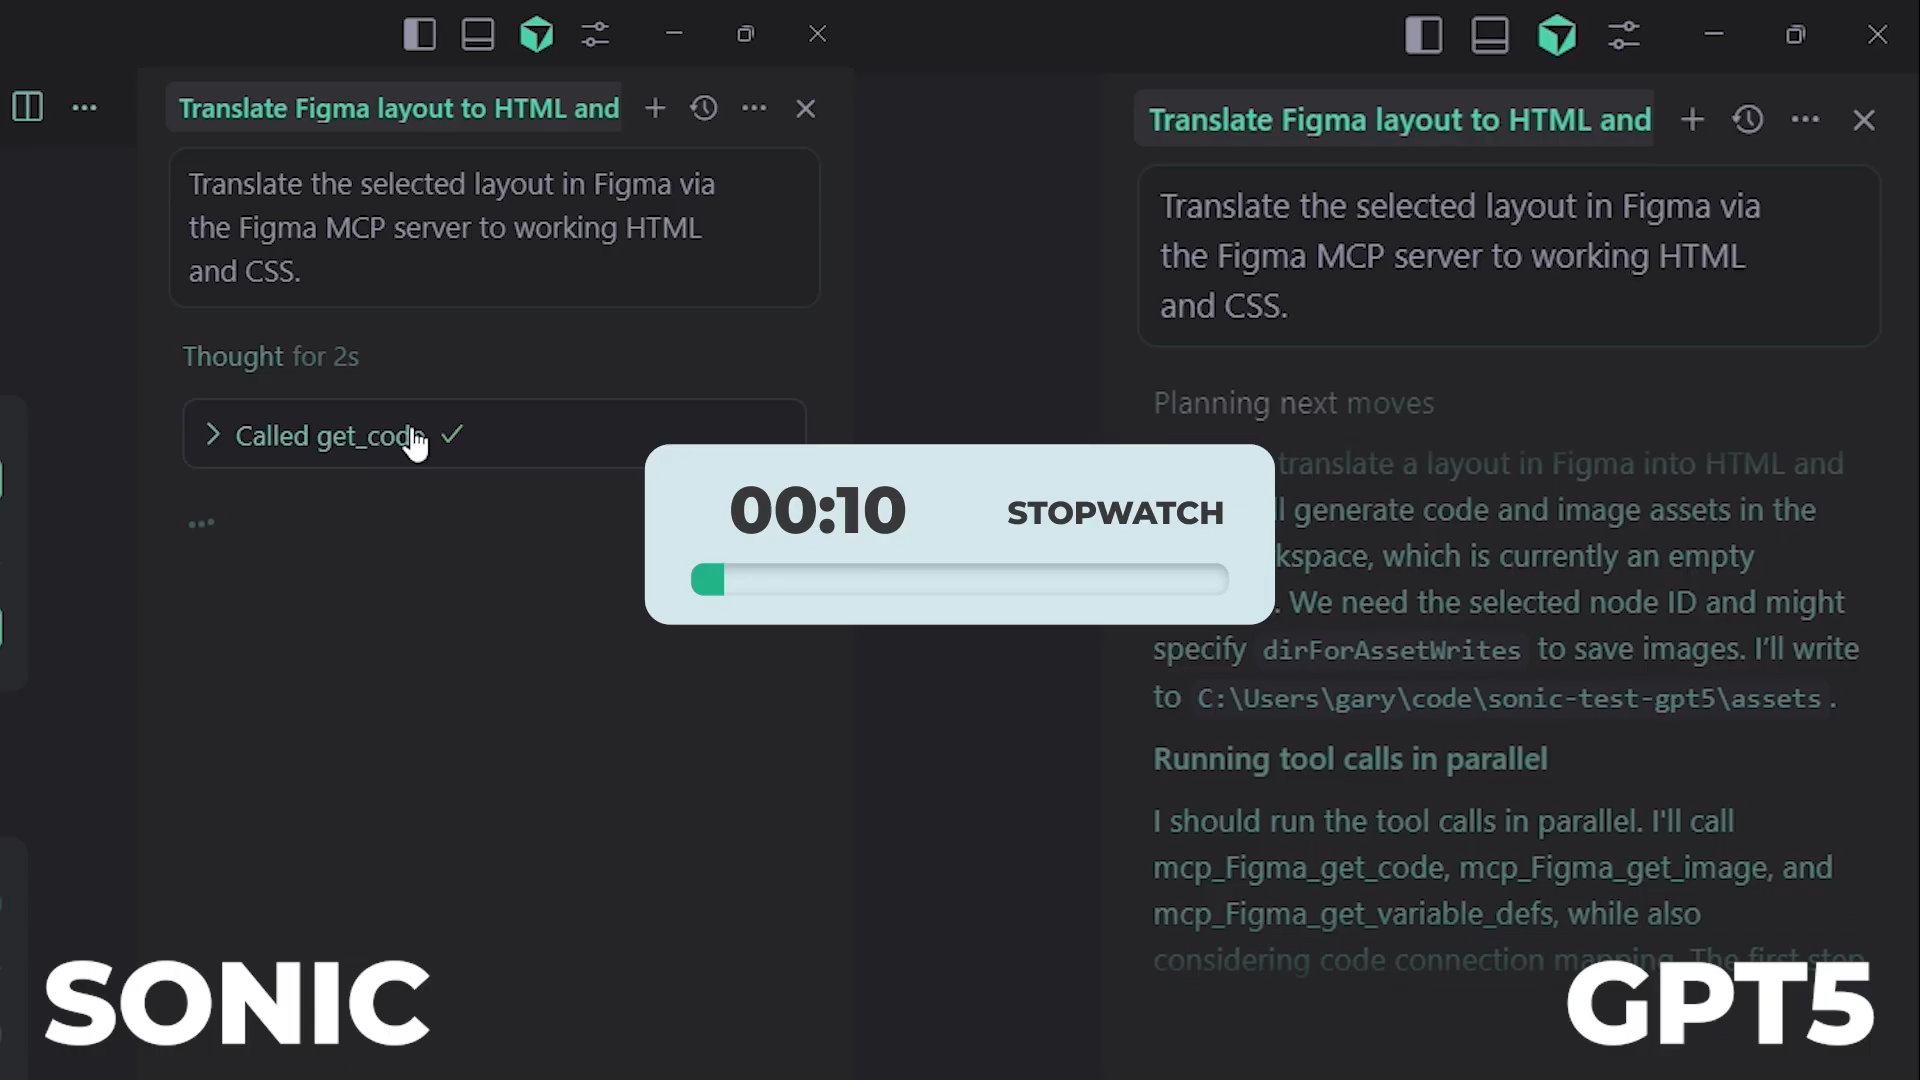 Translate Figma layout to HTML and
Translate the selected layout in Figma via
the Figma MCP server to working HTML
and CSS.
Thought for 2s
Called get_code
00:10
STOPWATCH
SONIC
Translate Figma layout to HTML and
Translate the selected layout in Figma via
the Figma MCP server to working HTML
and CSS.
Planning next moves
translate a layout in Figma into HTML and
generate code and image assets in the
which is currently an empty
. We need the selected node ID and might
specify dirForAssetWrites to save images. I'll write
to C:\Users\gary\code\sonic-test-gpt5\assets.
Running tool calls in parallel
I should run the tool calls in parallel. I'll call
mcp_Figma_get_code, mcp_Figma_get_image, and
mcp_Figma_get_variable_defs, while also
considering code connection mapping. The first step
GPT5